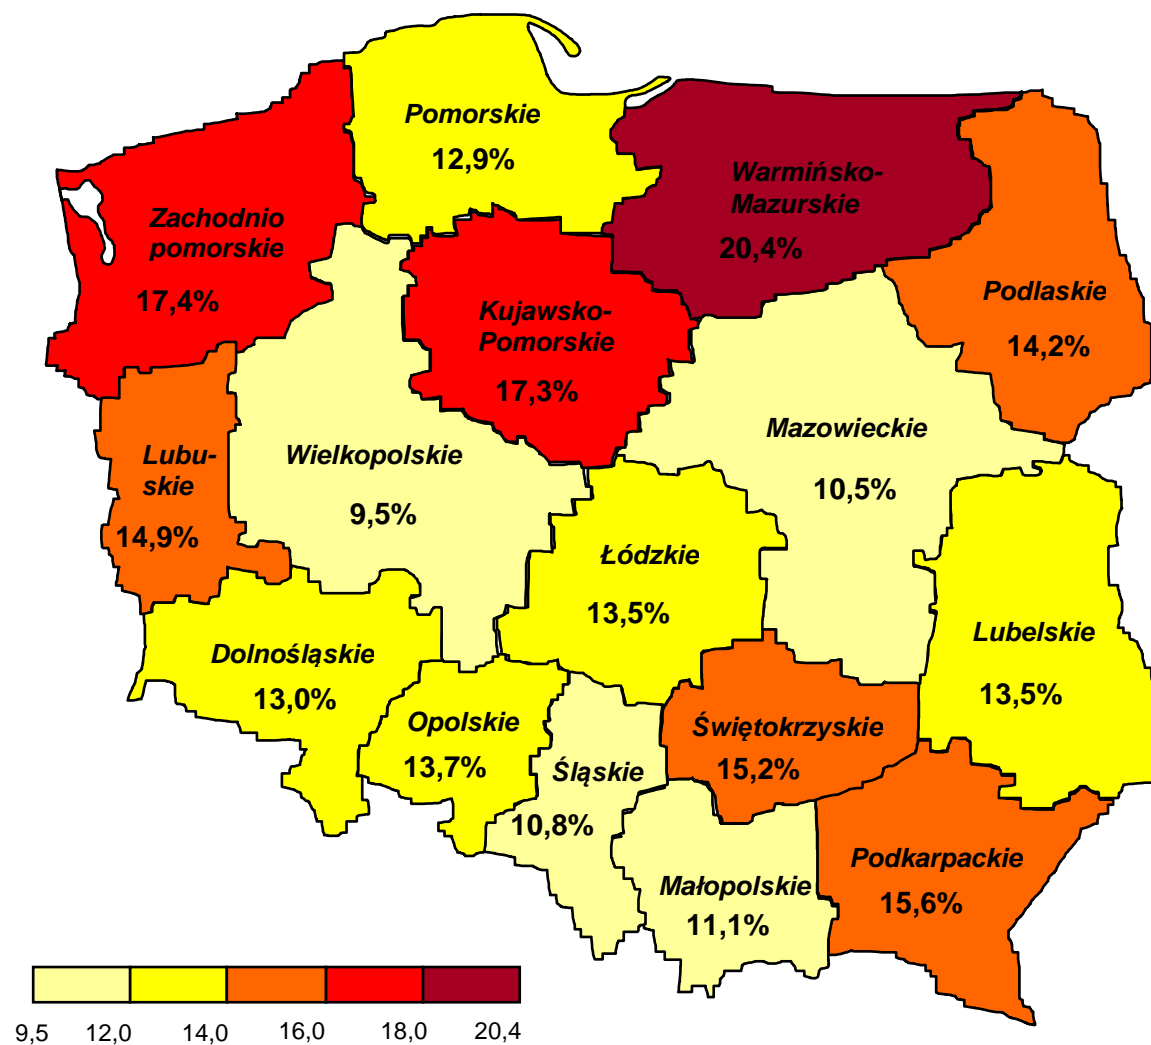 Pomorskie
12,9%
Warmińsko-
Mazurskie
20,4%
Zachodnio
pomorskie
17,4%
Kujawsko-
Pomorskie
17,3%
Podlaskie
14,2%
Lubu-
skie
14,9%
Wielkopolskie
9,5%
Mazowieckie
10,5%
Łódzkie
13,5%
Lubelskie
13,5%
Dolnośląskie
13,0%
Opolskie
13,7%
Śląskie
10,8%
Świętokrzyskie
15,2%
Małopolskie
11,1%
Podkarpackie
15,6%
9,5 12,0 14,0 16,0 18,0 20,4